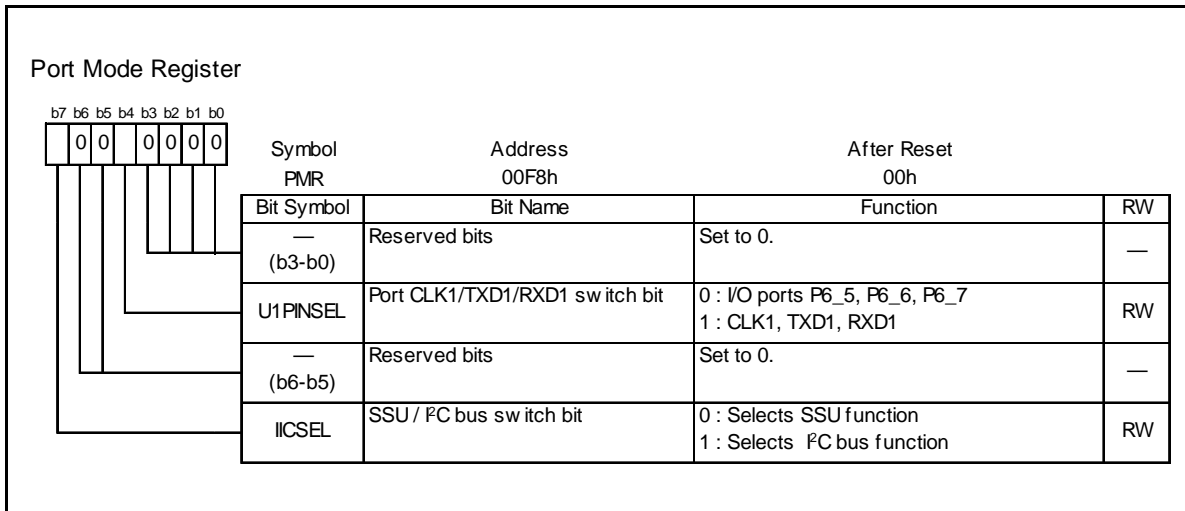 Port Mode Register
b7 b6 b5 b4 b3 b2 b1 b0
0 0 0 0 0 0
Symbol Address After Reset
PMR 00F8h 00h
Bit Symbol Bit Name Function RW
— Reserved bits Set to 0. —
(b3-b0)
U1PINSEL Port CLK1/TXD1/RXD1 switch bit 0 : I/O ports P6_5, P6_6, P6_7 RW
1 : CLK1, TXD1, RXD1
— Reserved bits Set to 0. —
(b6-b5)
IICSEL SSU / I²C bus switch bit 0 : Selects SSU function RW
1 : Selects I²C bus function